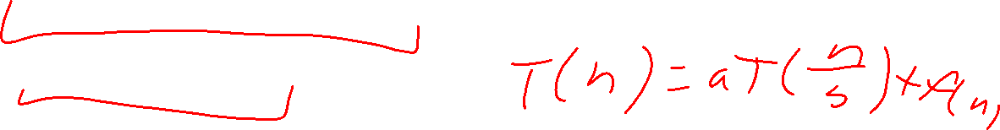 T(n) = aT(n/b) + f(n)